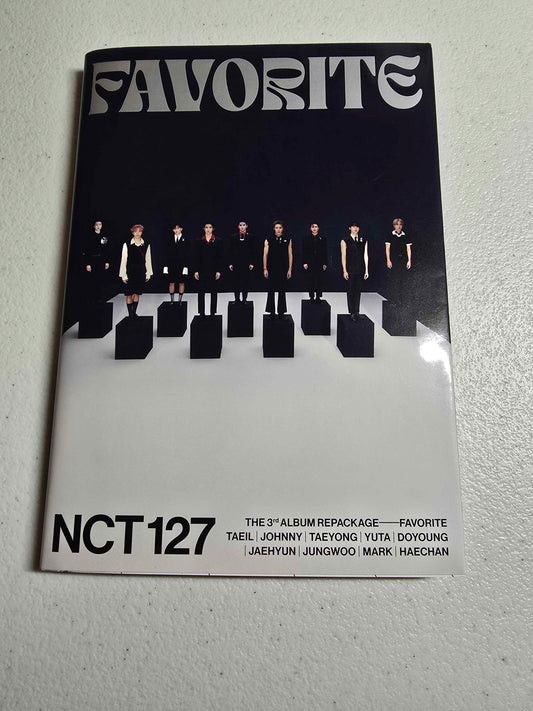 FAVORITE
NCT 127
THE 3rd ALBUM REPACKAGE——FAVORITE
TAEIL | JOHNNY | TAEYONG | YUTA | DOYOUNG
| JAEHYUN | JUNGWOO | MARK | HAECHAN